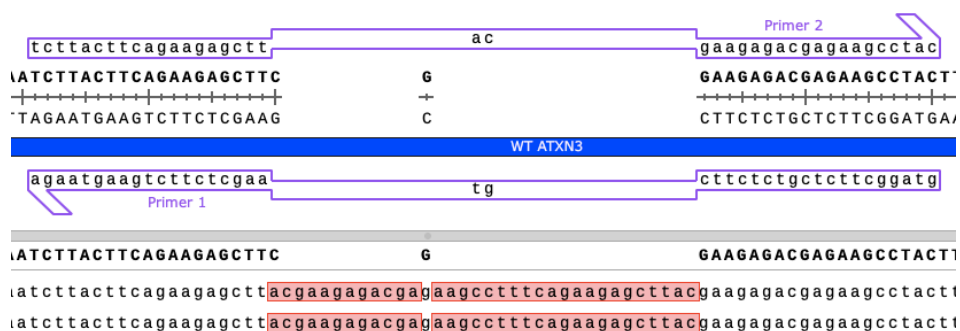 Primer 2
tcttacttcagaagagctt ac gaagagacgagaagcctac
AATCTTACTTCAGAAGAGCTTC G GAAGAGACGAGAAGCCTACTT
TTAGAATGAAGTCTTCTCGAAG C CTTCTCTGCTCTTCGGATGAA
WT ATXN3
agaatgaagtcttctcgaa tg cttctctgctcttcggatg
Primer 1
AATCTTACTTCAGAAGAGCTTC G GAAGAGACGAGAAGCCTACTT
aatcttacttcagaagagcttacgaagagacgagaagcctttcagaagagcttacgaagagacgagaagcctactt
aatcttacttcagaagagcttacgaagagacgagaagcctttcagaagagcttacgaagagacgagaagcctactt